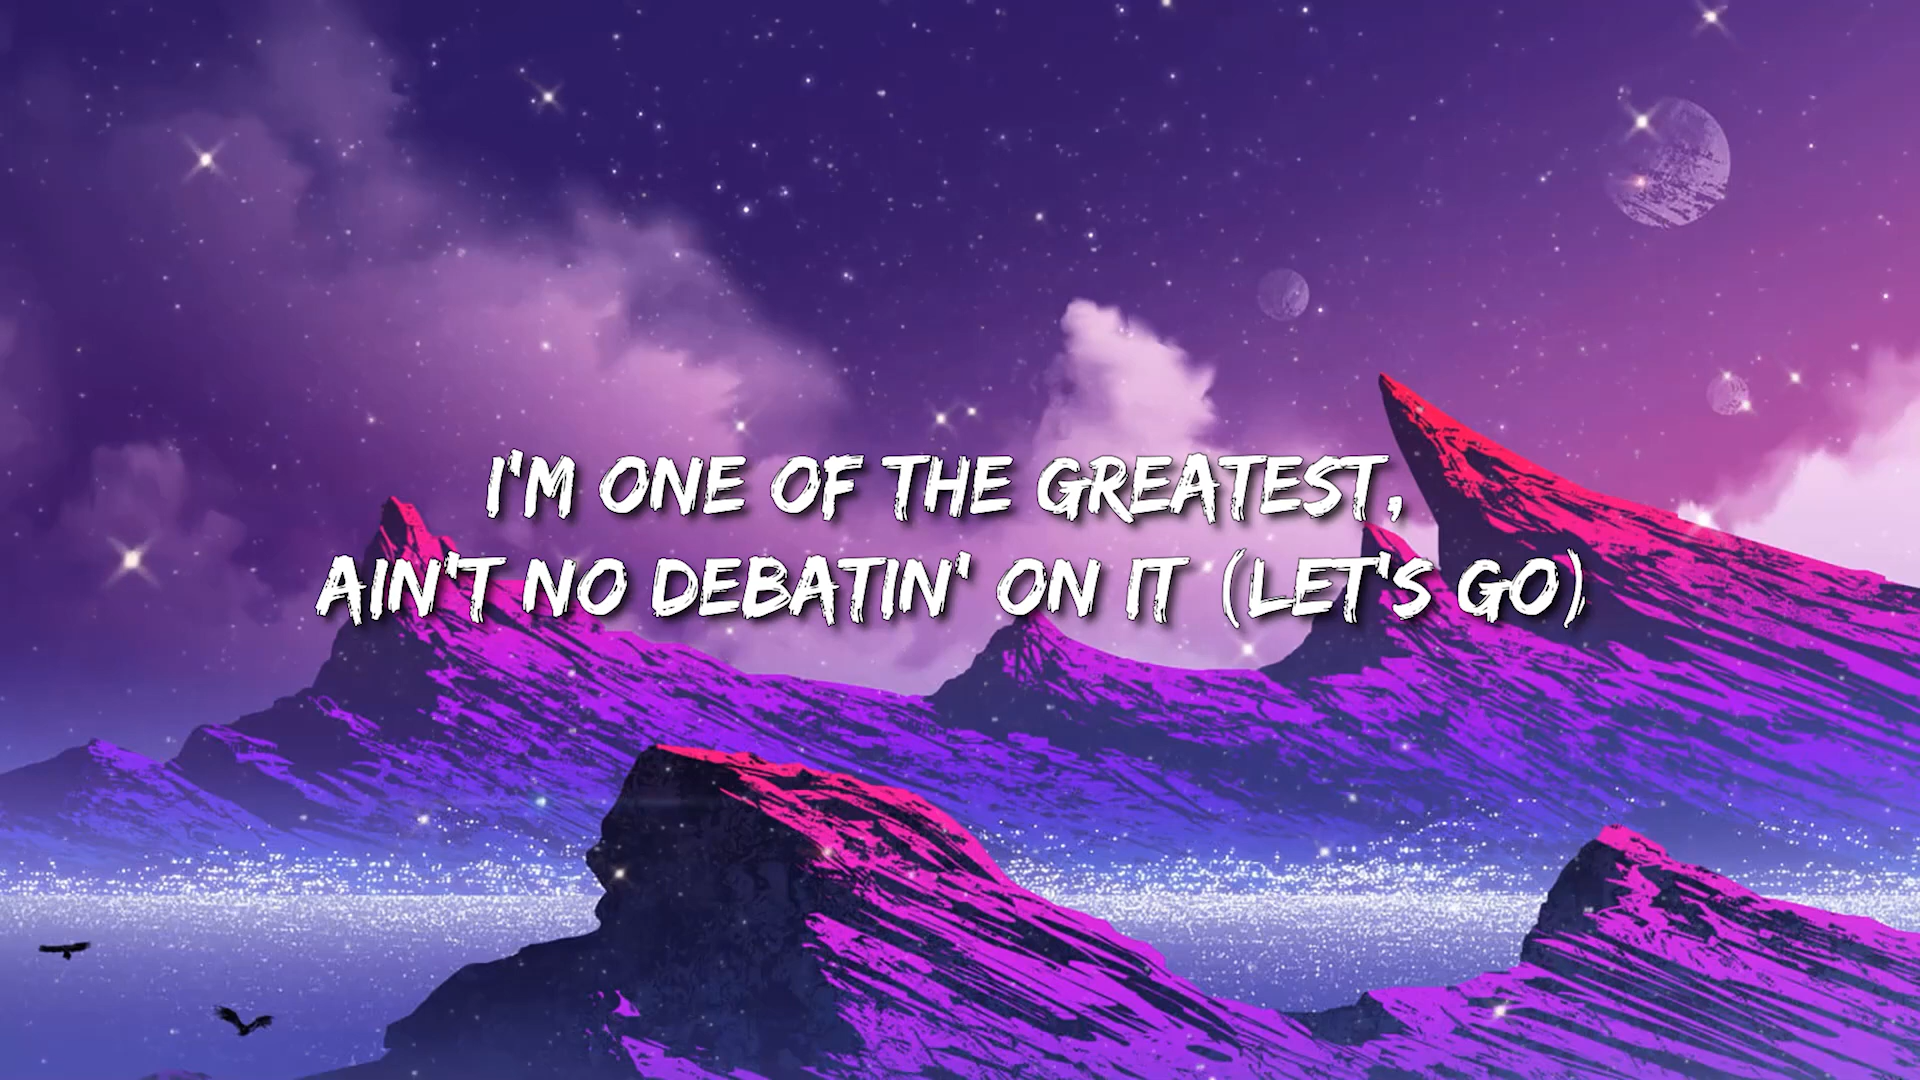 I'M ONE OF THE GREATEST,
AIN'T NO DEBATIN' ON IT (LET'S GO)